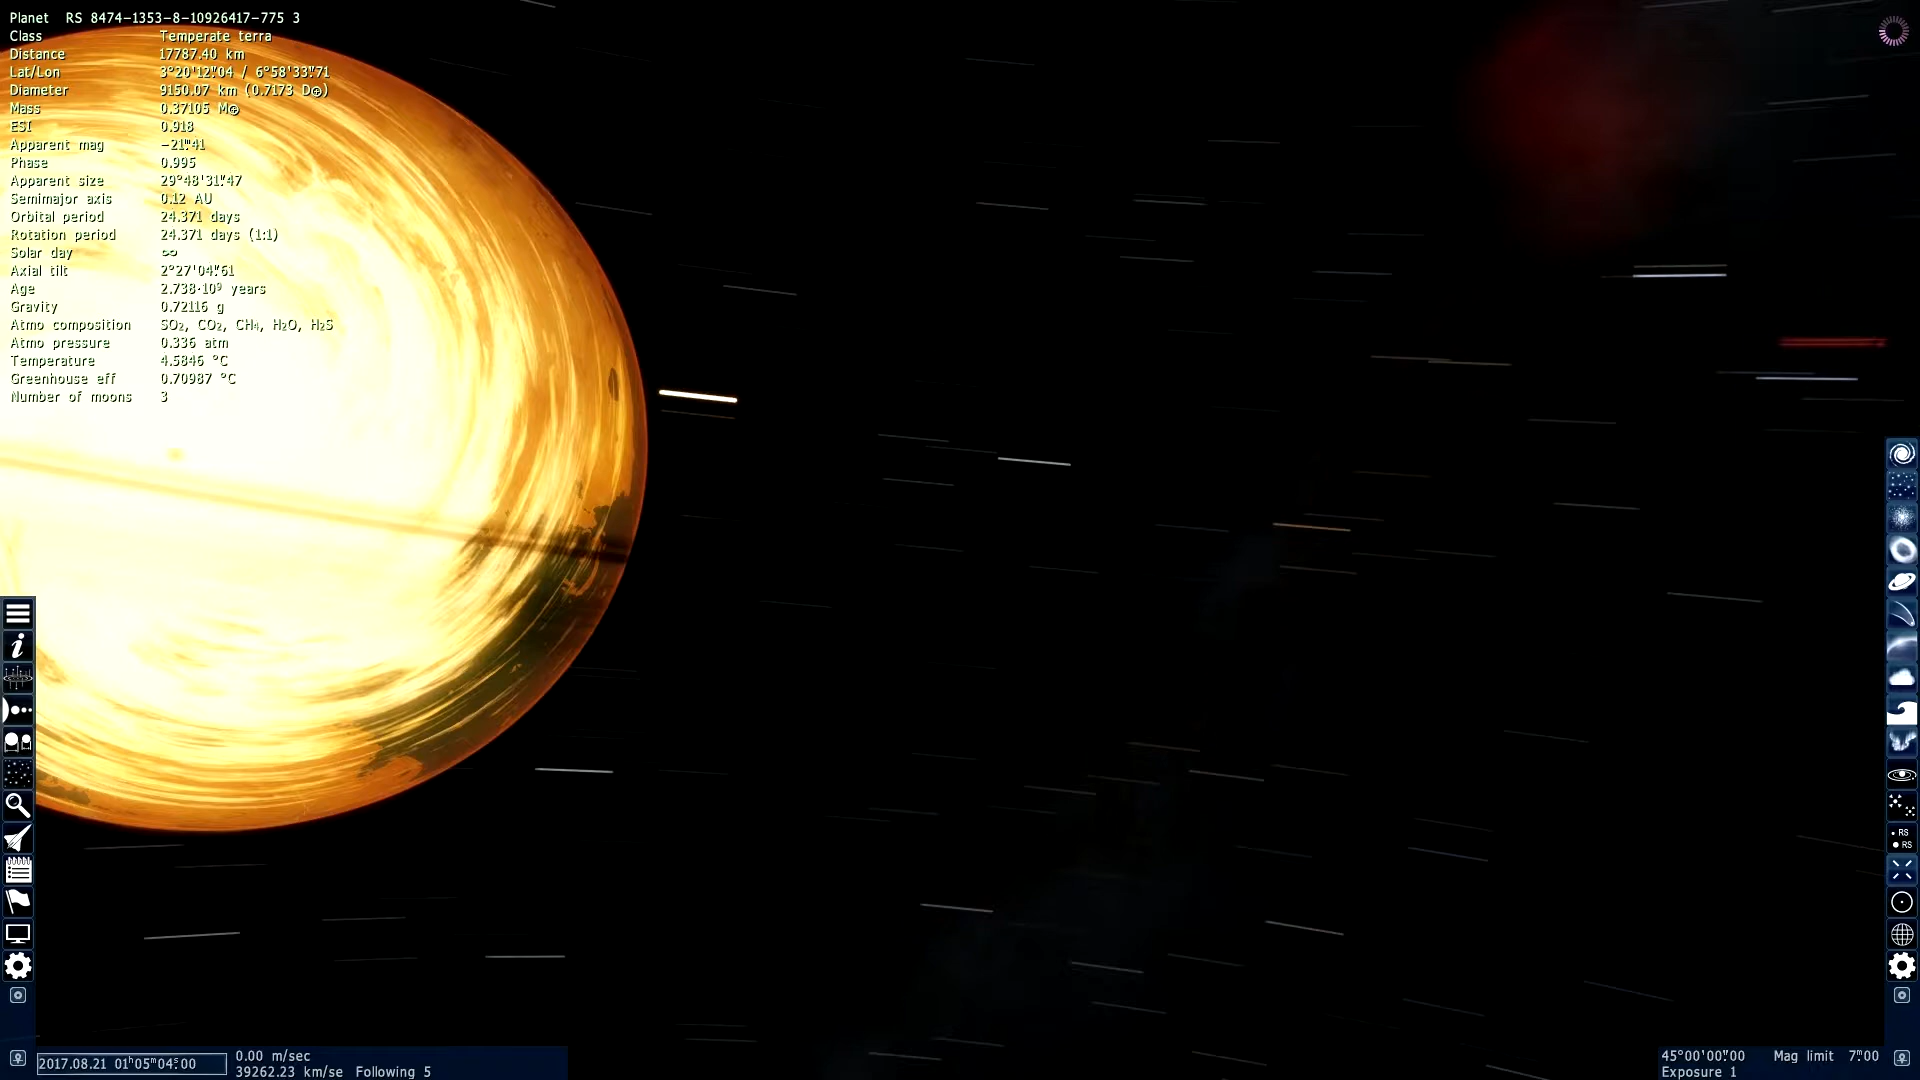 Planet RS 8474-1353-8-10926417-775 3
Class Temperate terra
Distance 17787.40 km
Lat/Lon 3°20'12"04 / 6°58'33"71
Diameter 9150.07 km (0.7173 D⊕)
Mass 0.37105 M⊕
ESI 0.918
Apparent mag -21ᵐ41
Phase 0.995
Apparent size 29°48'31"47
Semimajor axis 0.12 AU
Orbital period 24.371 days
Rotation period 24.371 days (1:1)
Solar day ∞
Axial tilt 2°27'04"61
Age 2.738·10⁹ years
Gravity 0.72116 g
Atmo composition SO₂, CO₂, CH₄, H₂O, H₂S
Atmo pressure 0.336 atm
Temperature 4.5846 °C
Greenhouse eff 0.70987 °C
Number of moons 3
RS
RS
2017.08.21 01ʰ05ᵐ04ˢ00
0.00 m/sec
39262.23 km/se Following 5
45°00'00"00 Mag limit 7ᵐ00
Exposure 1